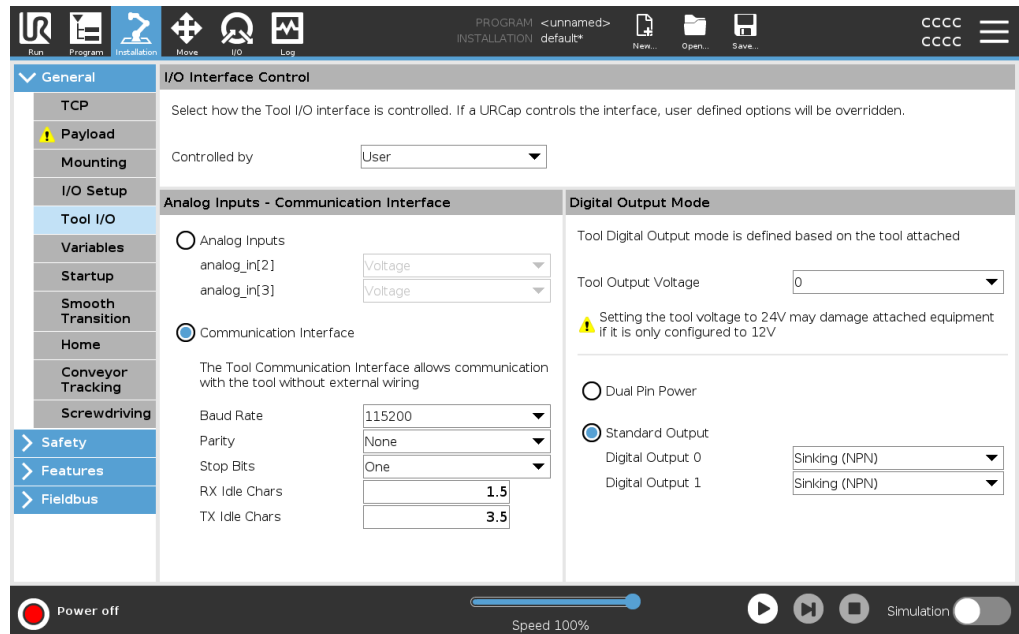 UR
Run
Program
Installation
Move
I/O
Log
PROGRAM <unnamed>
INSTALLATION default*
New...
Open...
Save...
cccc
cccc
General
TCP
Payload
Mounting
I/O Setup
Tool I/O
Variables
Startup
Smooth
Transition
Home
Conveyor
Tracking
Screwdriving
Safety
Features
Fieldbus
I/O Interface Control
Select how the Tool I/O interface is controlled. If a URCap controls the interface, user defined options will be overridden.
Controlled by User
Analog Inputs - Communication Interface
Analog Inputs
analog_in[2] Voltage
analog_in[3] Voltage
Communication Interface
The Tool Communication Interface allows communication
with the tool without external wiring
Baud Rate 115200
Parity None
Stop Bits One
RX Idle Chars 1.5
TX Idle Chars 3.5
Digital Output Mode
Tool Digital Output mode is defined based on the tool attached
Tool Output Voltage 0
Setting the tool voltage to 24V may damage attached equipment
if it is only configured to 12V
Dual Pin Power
Standard Output
Digital Output 0 Sinking (NPN)
Digital Output 1 Sinking (NPN)
Power off
Speed 100%
Simulation